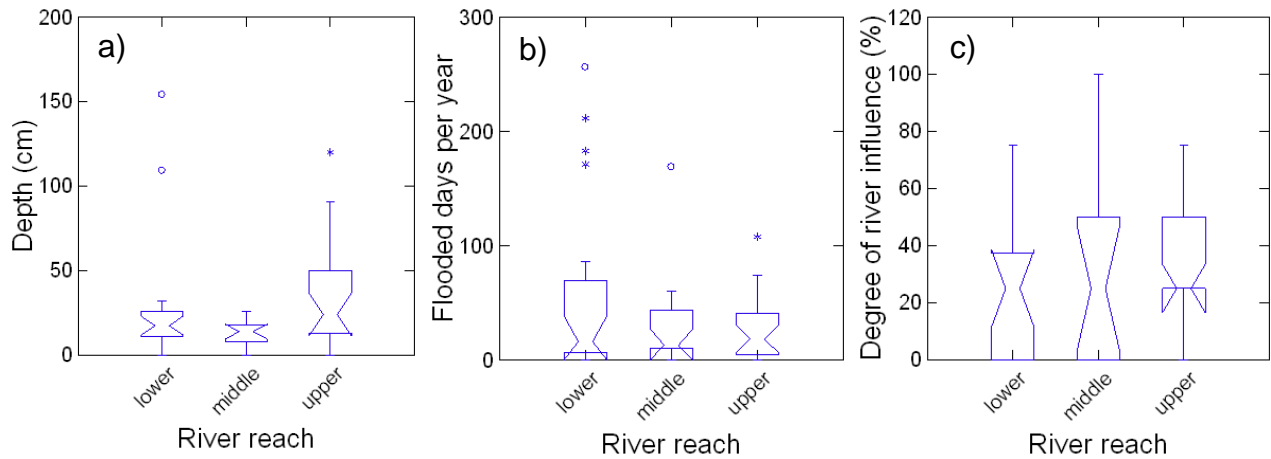 a)
Depth (cm)
200
150
100
50
0
lower
middle
upper
River reach
b)
Flooded days per year
300
200
100
0
lower
middle
upper
River reach
c)
Degree of river influence (%)
120
100
80
60
40
20
0
lower
middle
upper
River reach